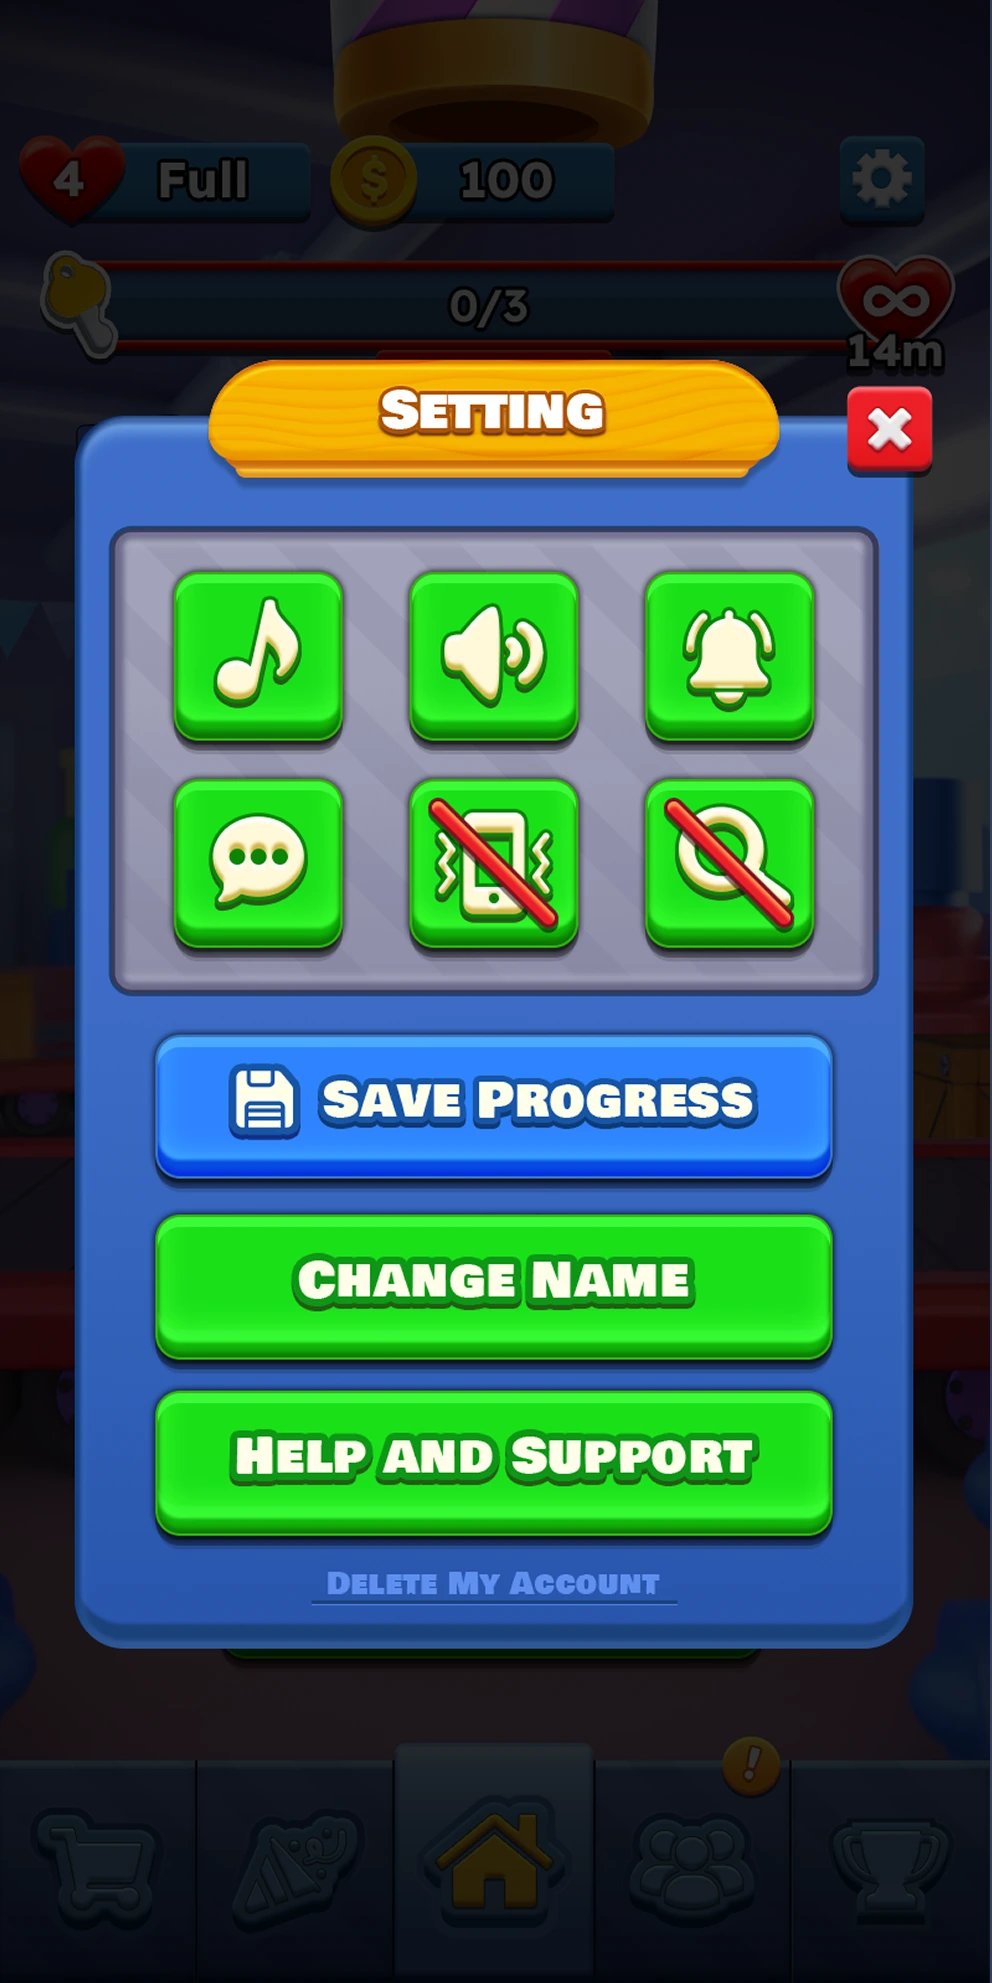 4 Full 100
0/3
14m
SETTING
SAVE PROGRESS
CHANGE NAME
HELP AND SUPPORT
DELETE MY ACCOUNT
!